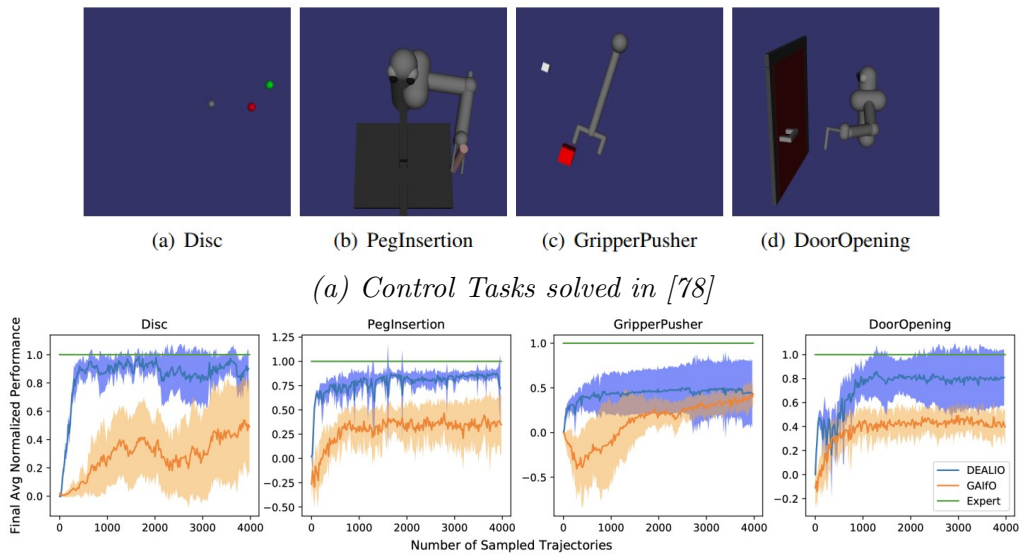 (a) Disc
(b) PegInsertion
(c) GripperPusher
(d) DoorOpening
(a) Control Tasks solved in [78]
Final Avg Normalized Performance
Disc
1.0
0.8
0.6
0.4
0.2
0.0
0 1000 2000 3000 4000
PegInsertion
1.25
1.00
0.75
0.50
0.25
0.00
−0.25
−0.50
0 1000 2000 3000 4000
GripperPusher
1.0
0.5
0.0
−0.5
0 1000 2000 3000 4000
DoorOpening
1.0
0.8
0.6
0.4
0.2
0.0
−0.2
0 1000 2000 3000 4000
DEALIO
GAIfO
Expert
Number of Sampled Trajectories